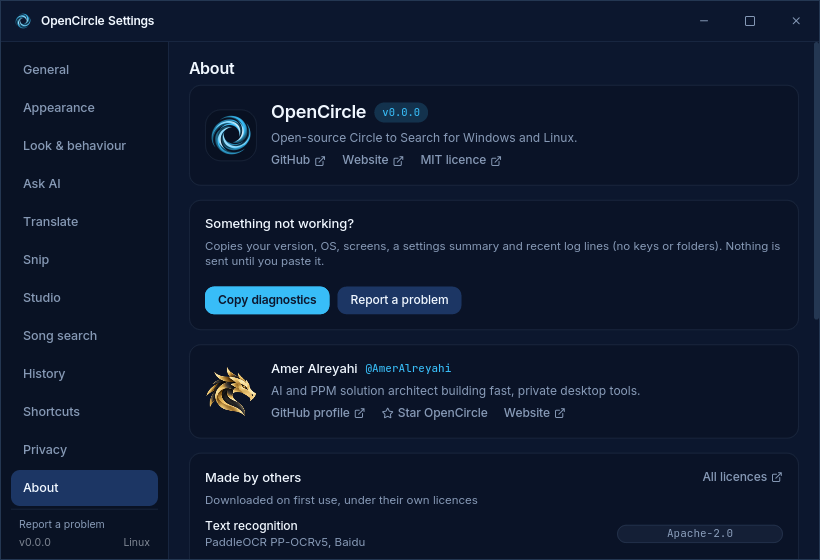 OpenCircle Settings
General
Appearance
Look & behaviour
Ask AI
Translate
Snip
Studio
Song search
History
Shortcuts
Privacy
About
Report a problem
v0.0.0
Linux
About
OpenCircle
v0.0.0
Open-source Circle to Search for Windows and Linux.
GitHub
Website
MIT licence
Something not working?
Copies your version, OS, screens, a settings summary and recent log lines (no keys or folders). Nothing is
sent until you paste it.
Copy diagnostics
Report a problem
Amer Alreyahi
@AmerAlreyahi
AI and PPM solution architect building fast, private desktop tools.
GitHub profile
Star OpenCircle
Website
Made by others
All licences
Downloaded on first use, under their own licences
Text recognition
PaddleOCR PP-OCRv5, Baidu
Apache-2.0